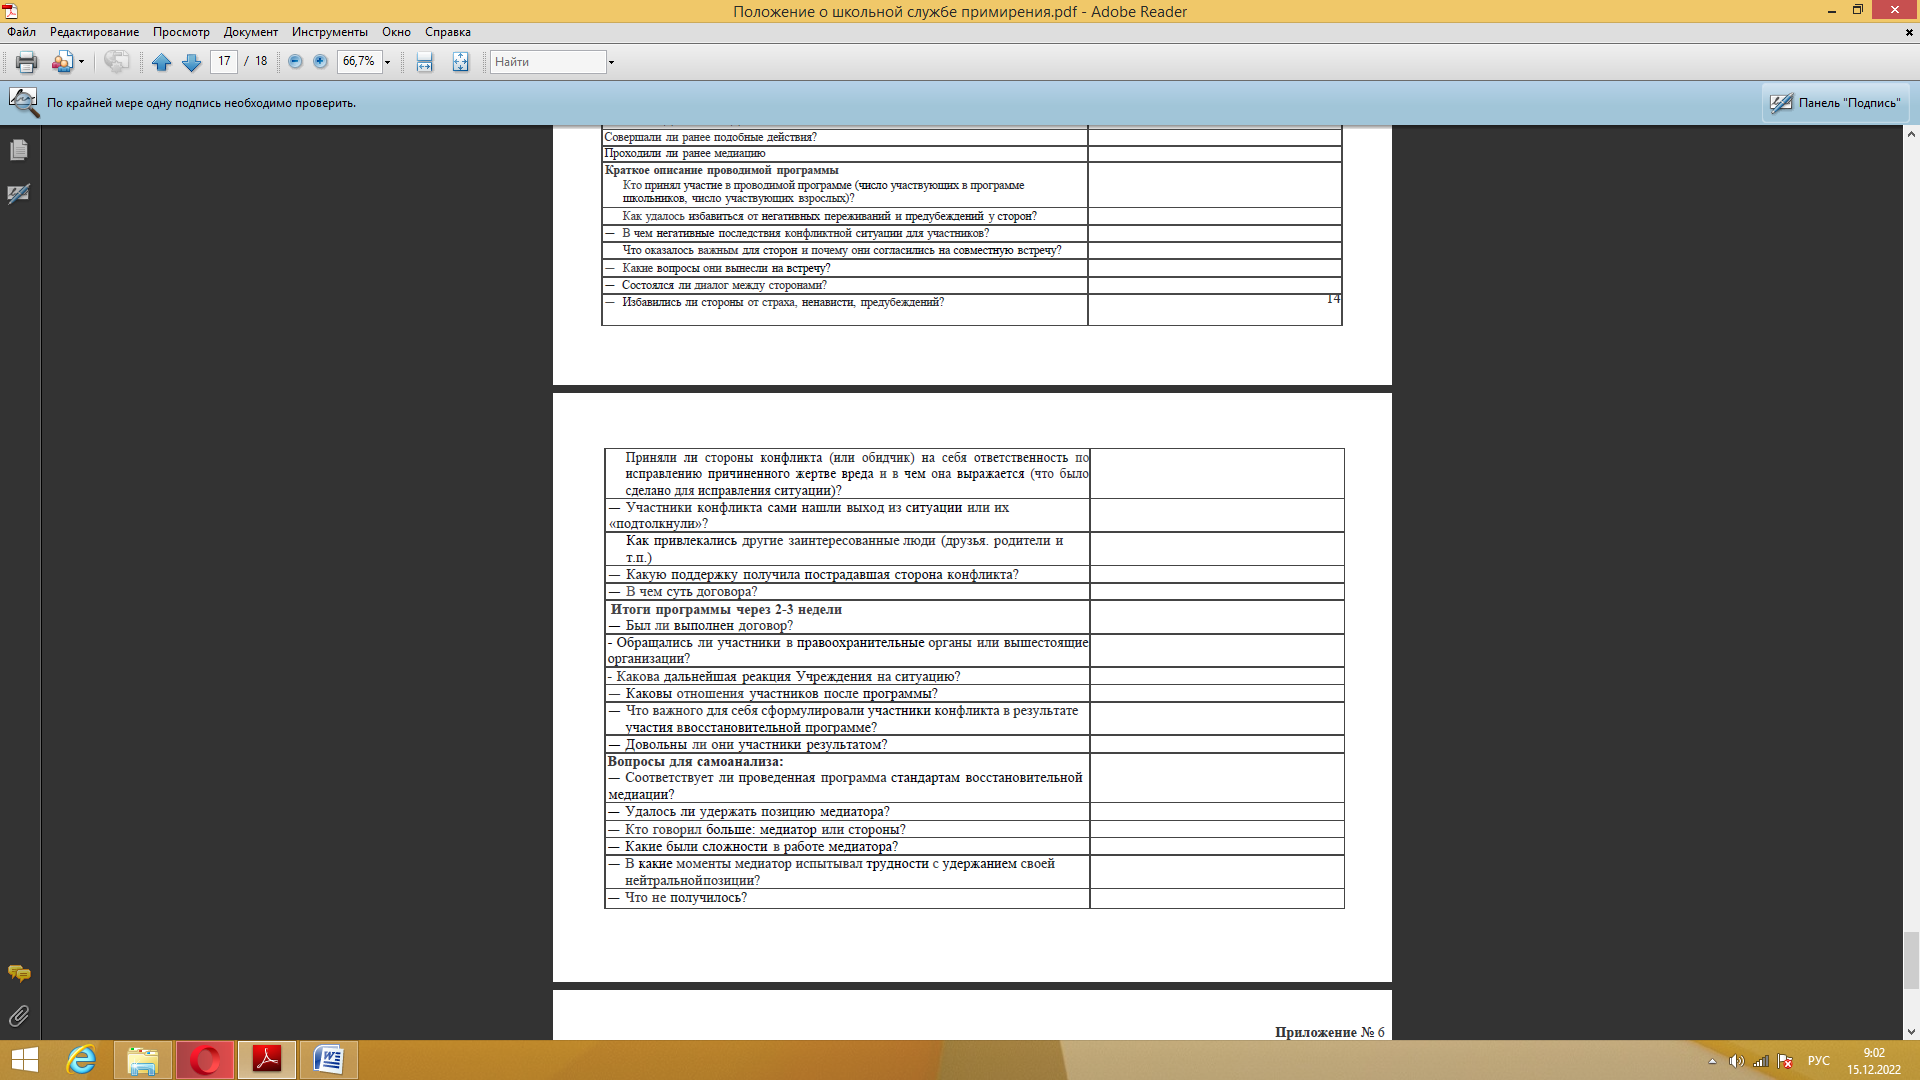 Положение о школьной службе примирения.pdf - Adobe Reader
Файл Редактирование Просмотр Документ Инструменты Окно Справка
17 / 18 66,7% Найти
По крайней мере одну подпись необходимо проверить.
Панель "Подпись"
Совершали ли ранее подобные действия?
Проходили ли ранее медиацию
Краткое описание проводимой программы
Кто принял участие в проводимой программе (число участвующих в программе
школьников, число участвующих взрослых)?
Как удалось избавиться от негативных переживаний и предубеждений у сторон?
— В чем негативные последствия конфликтной ситуации для участников?
Что оказалось важным для сторон и почему они согласились на совместную встречу?
— Какие вопросы они вынесли на встречу?
— Состоялся ли диалог между сторонами?
— Избавились ли стороны от страха, ненависти, предубеждений?
14
Приняли ли стороны конфликта (или обидчик) на себя ответственность по
исправлению причиненного жертве вреда и в чем она выражается (что было
сделано для исправления ситуации)?
— Участники конфликта сами нашли выход из ситуации или их
«подтолкнули»?
Как привлекались другие заинтересованные люди (друзья. родители и
т.п.)
— Какую поддержку получила пострадавшая сторона конфликта?
— В чем суть договора?
Итоги программы через 2-3 недели
— Был ли выполнен договор?
- Обращались ли участники в правоохранительные органы или вышестоящие
организации?
- Какова дальнейшая реакция Учреждения на ситуацию?
— Каковы отношения участников после программы?
— Что важного для себя сформулировали участники конфликта в результате
участия ввосстановительной программе?
— Довольны ли они участники результатом?
Вопросы для самоанализа:
— Соответствует ли проведенная программа стандартам восстановительной
медиации?
— Удалось ли удержать позицию медиатора?
— Кто говорил больше: медиатор или стороны?
— Какие были сложности в работе медиатора?
— В какие моменты медиатор испытывал трудности с удержанием своей
нейтральнойпозиции?
— Что не получилось?
Приложение № 6
РУС
9:02
15.12.2022